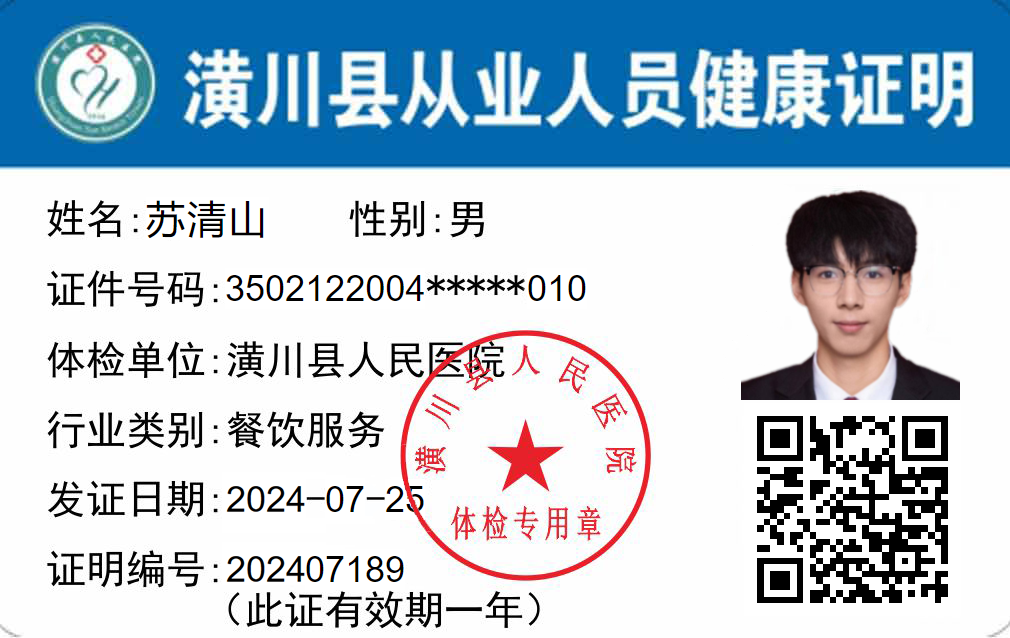 潢川县从业人员健康证明
姓名:苏清山 性别:男
证件号码:3502122004*****010
体检单位:潢川县人民医院
行业类别:餐饮服务
发证日期:2024-07-25
证明编号:202407189
(此证有效期一年)
潢川县人民医院
体检专用章